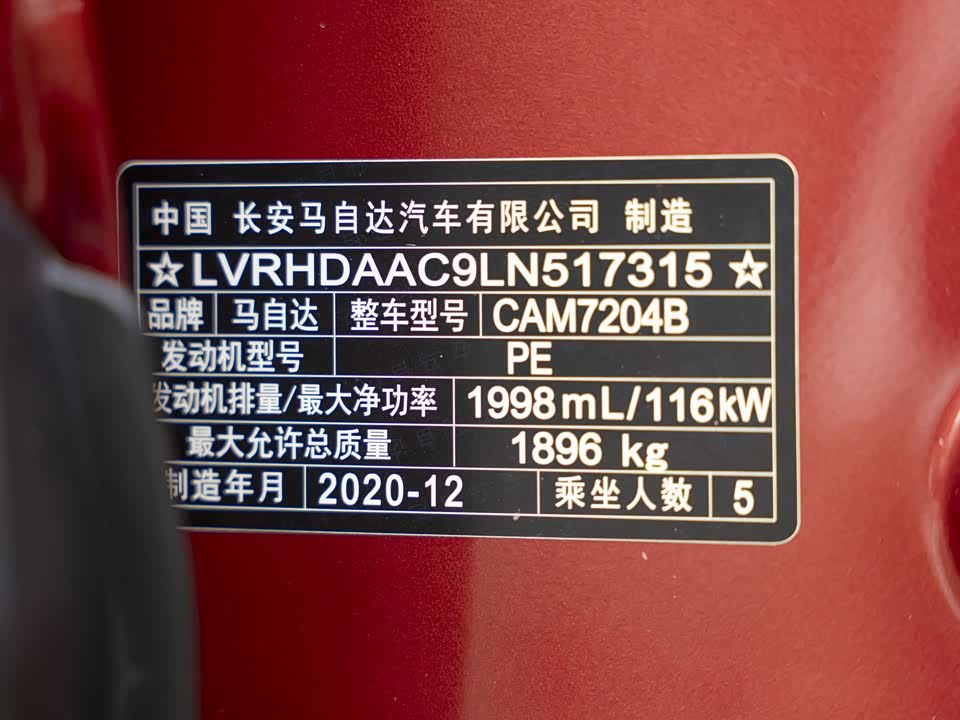 中国 长安马自达汽车有限公司 制造
☆LVRHDAAC9LN517315☆
品牌 马自达 整车型号 CAM7204B
发动机型号 PE
发动机排量/最大净功率 1998mL/116kW
最大允许总质量 1896 kg
制造年月 2020-12 乘坐人数 5